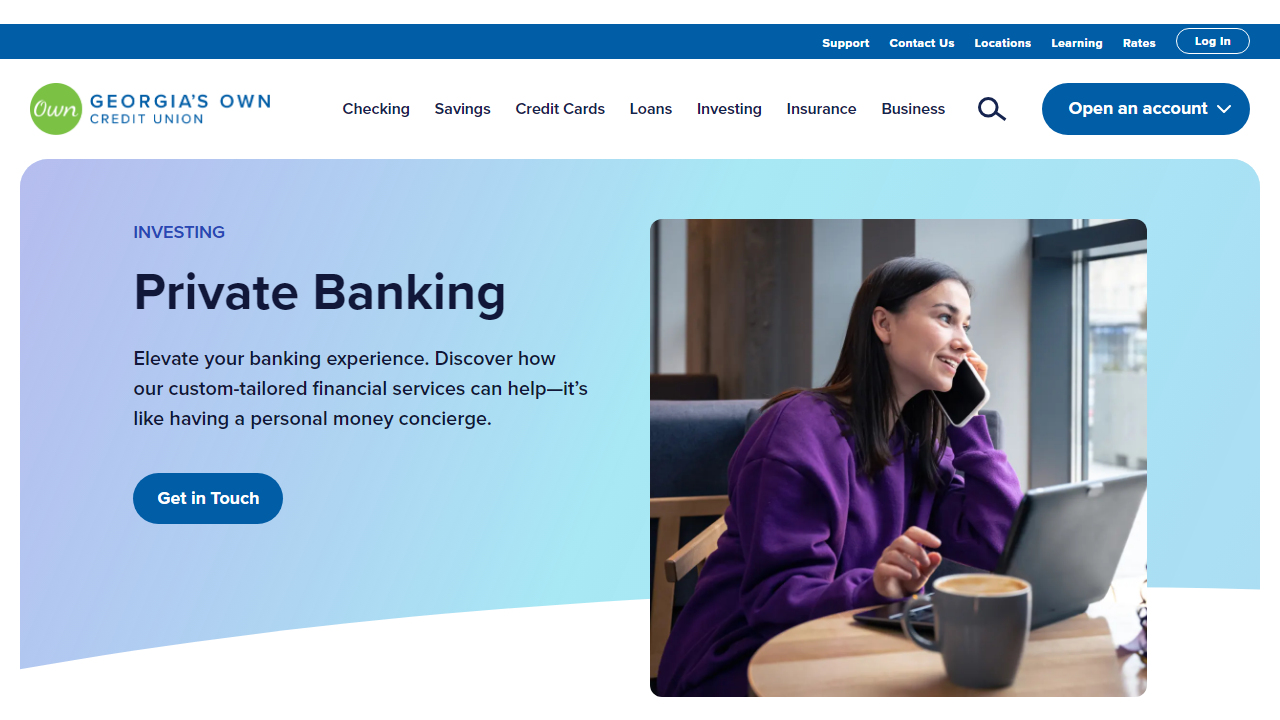 Support Contact Us Locations Learning Rates Log In
Own GEORGIA'S OWN
CREDIT UNION
Checking Savings Credit Cards Loans Investing Insurance Business Open an account
INVESTING
Private Banking
Elevate your banking experience. Discover how
our custom-tailored financial services can help—it’s
like having a personal money concierge.
Get in Touch